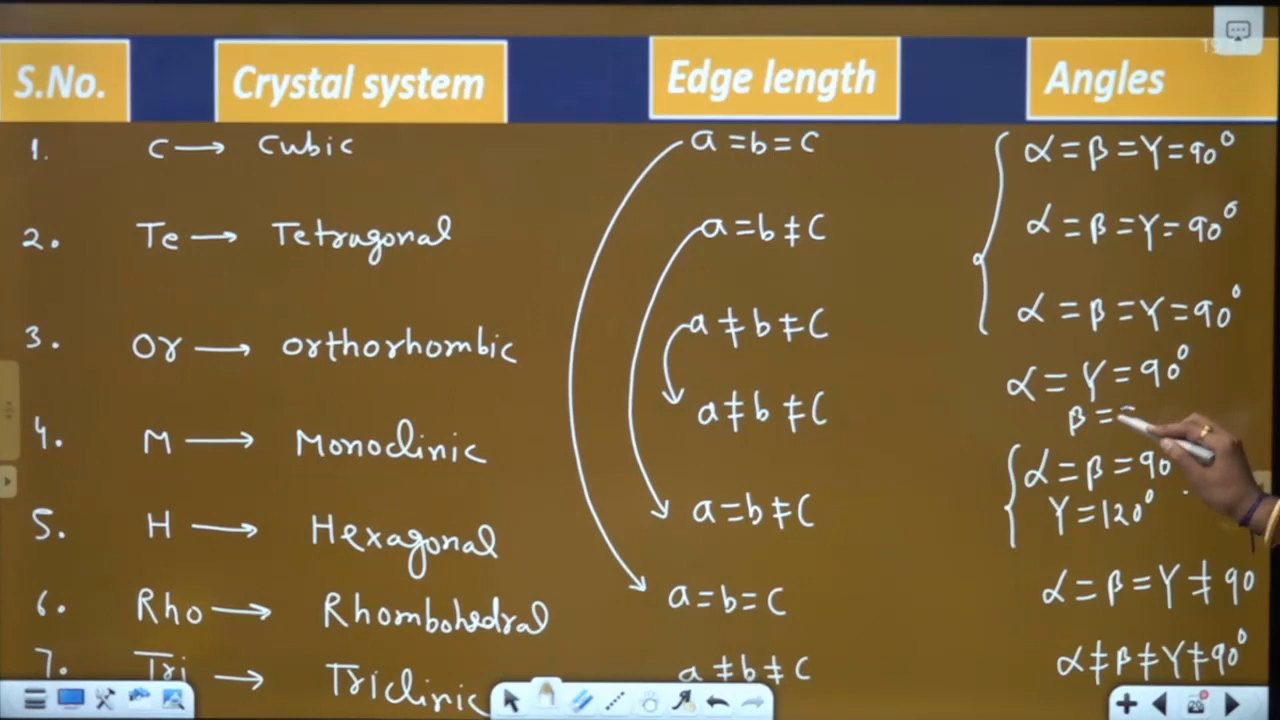 S.No. Crystal system Edge length Angles
1. C → Cubic a = b = c α = β = γ = 90°
2. Te → Tetragonal a = b ≠ c α = β = γ = 90°
3. Or → Orthorhombic a ≠ b ≠ c α = β = γ = 90°
4. M → Monoclinic a ≠ b ≠ c α = γ = 90°
β =
5. H → Hexagonal a = b ≠ c α = β = 90
γ = 120°
6. Rho → Rhombohedral a = b = c α = β = γ ≠ 90
7. Tri → Triclinic a ≠ b ≠ c α ≠ β ≠ γ ≠ 90°